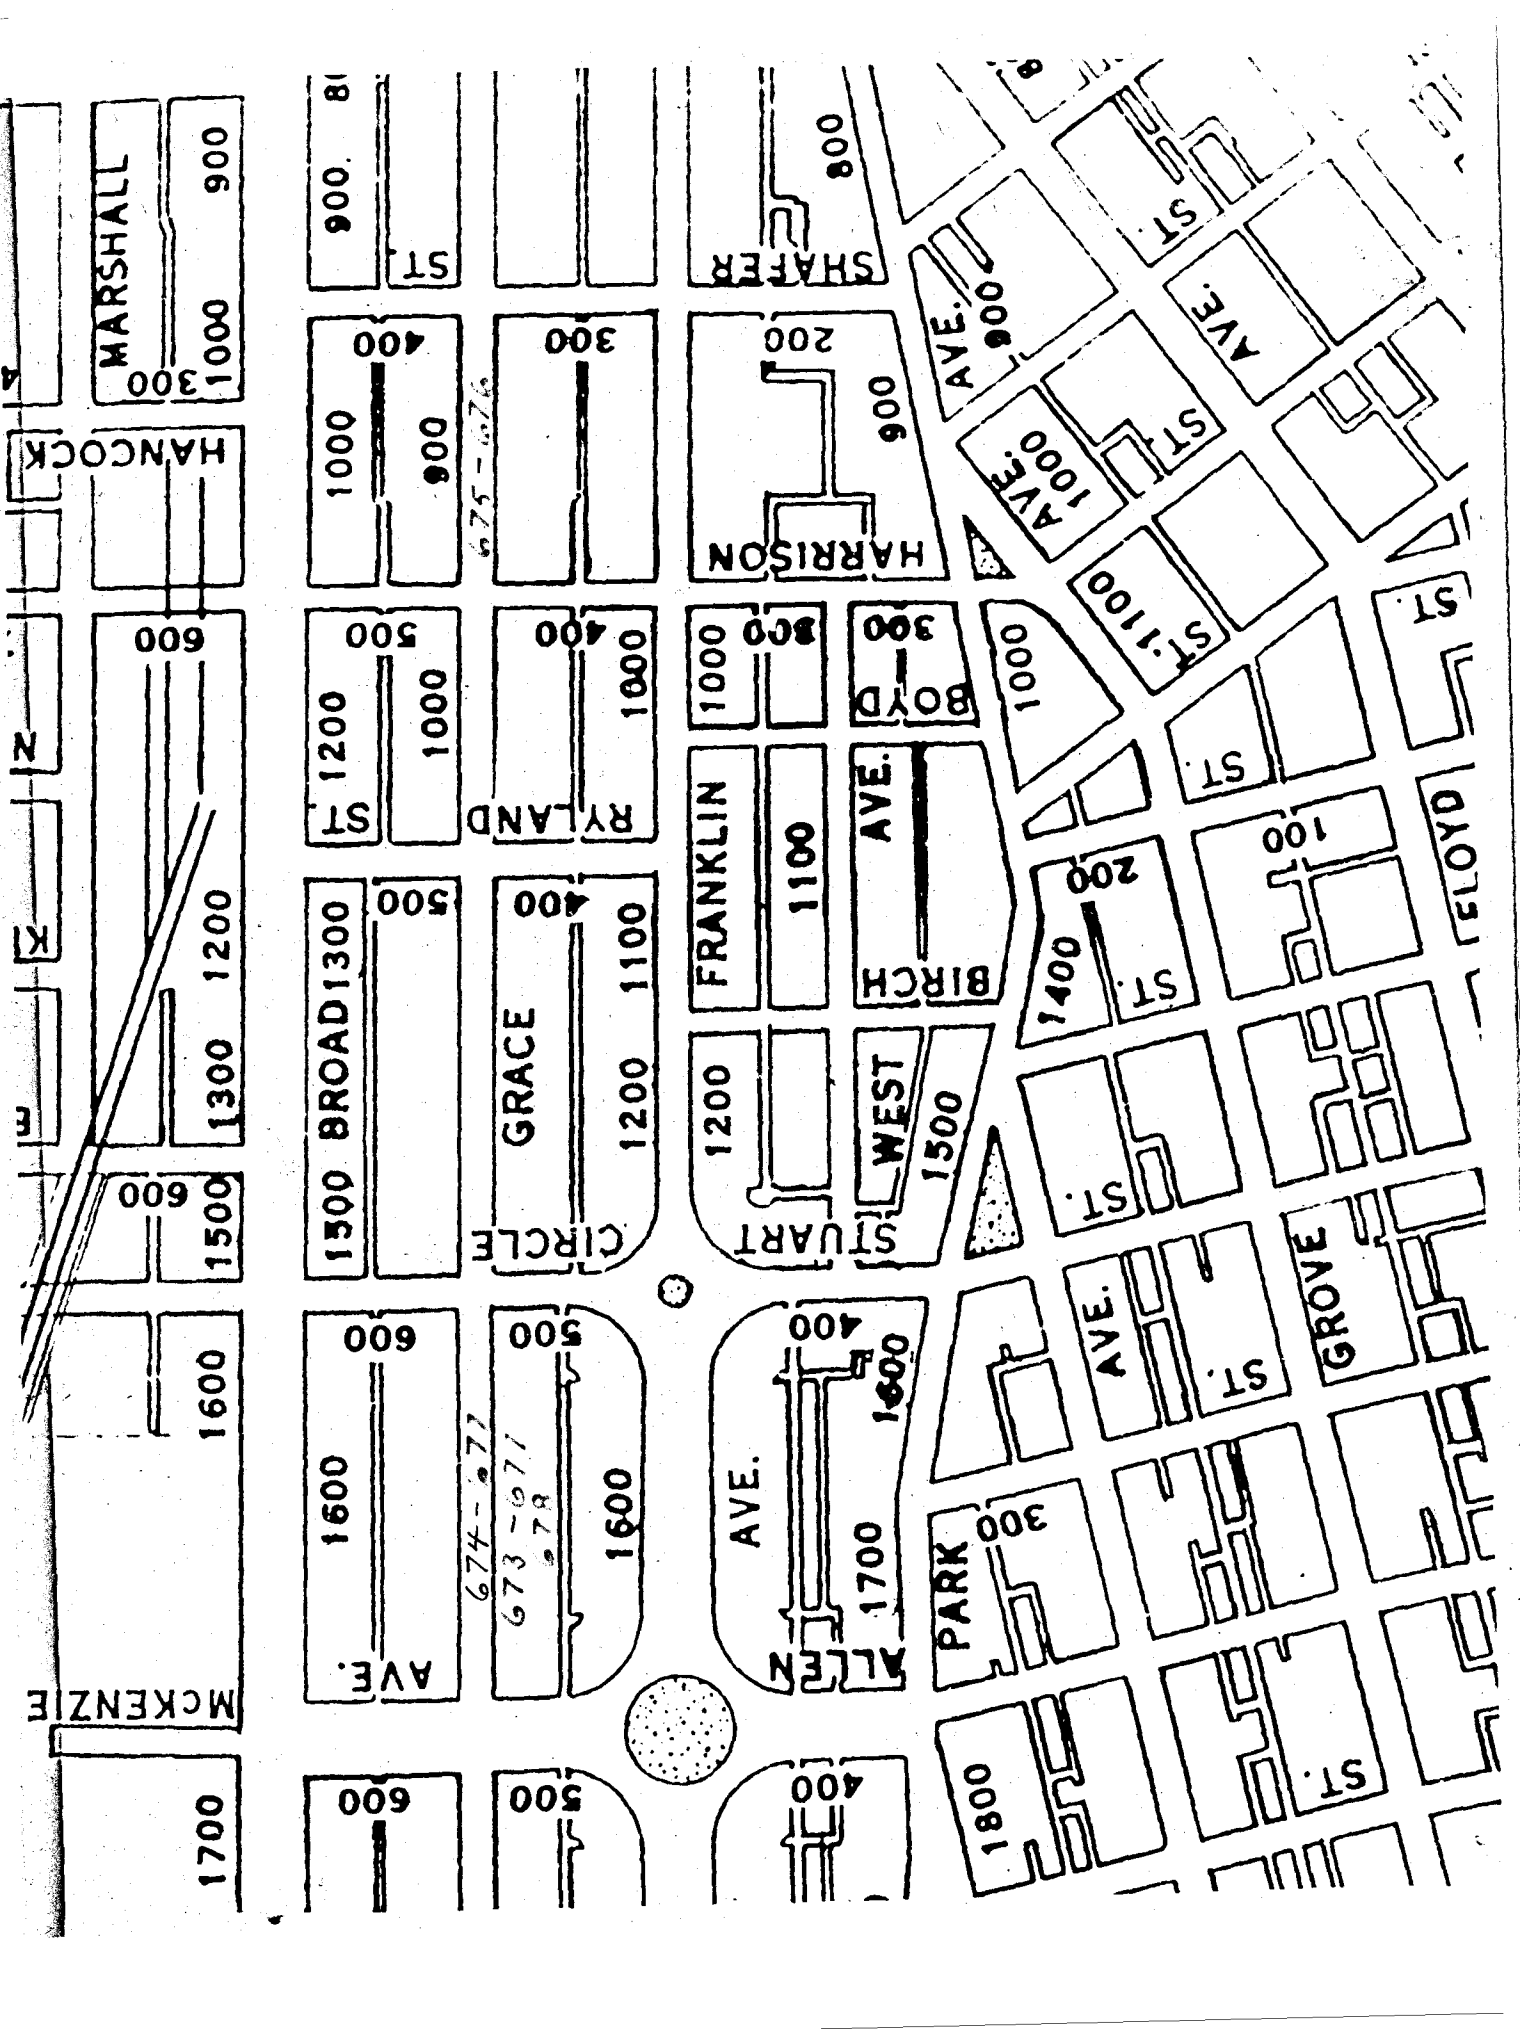 MARSHALL
900
1000
300
4
HANCOCK
900.
ST.
800
SHAFER
400
300
200
1000
900
675-676
900
HARRISON
AVE.
900
AVE.
1000
ST.
AVE.
ST.
ST. 1100
ST.
600
500
400
300
300
1200
1000
1000
1000
BOYD
1000
ST
RYLAND
FRANKLIN
AVE.
1100
BIRCH
N
K
E
1200
1300
BROAD 1300
500
GRACE
400
1100
1200
200
1400
ST.
ST.
100
FLOYD
600
1500
1500
CIRCLE
1200
WEST
1500
STUART
ST.
GROVE
AVE.
ST.
1600
600
500
400
1600
1600
674-677
673-677
678
1600
AVE.
1700
ALLEN
PARK
300
MCKENZIE
AVE.
1700
600
500
400
1800
ST.